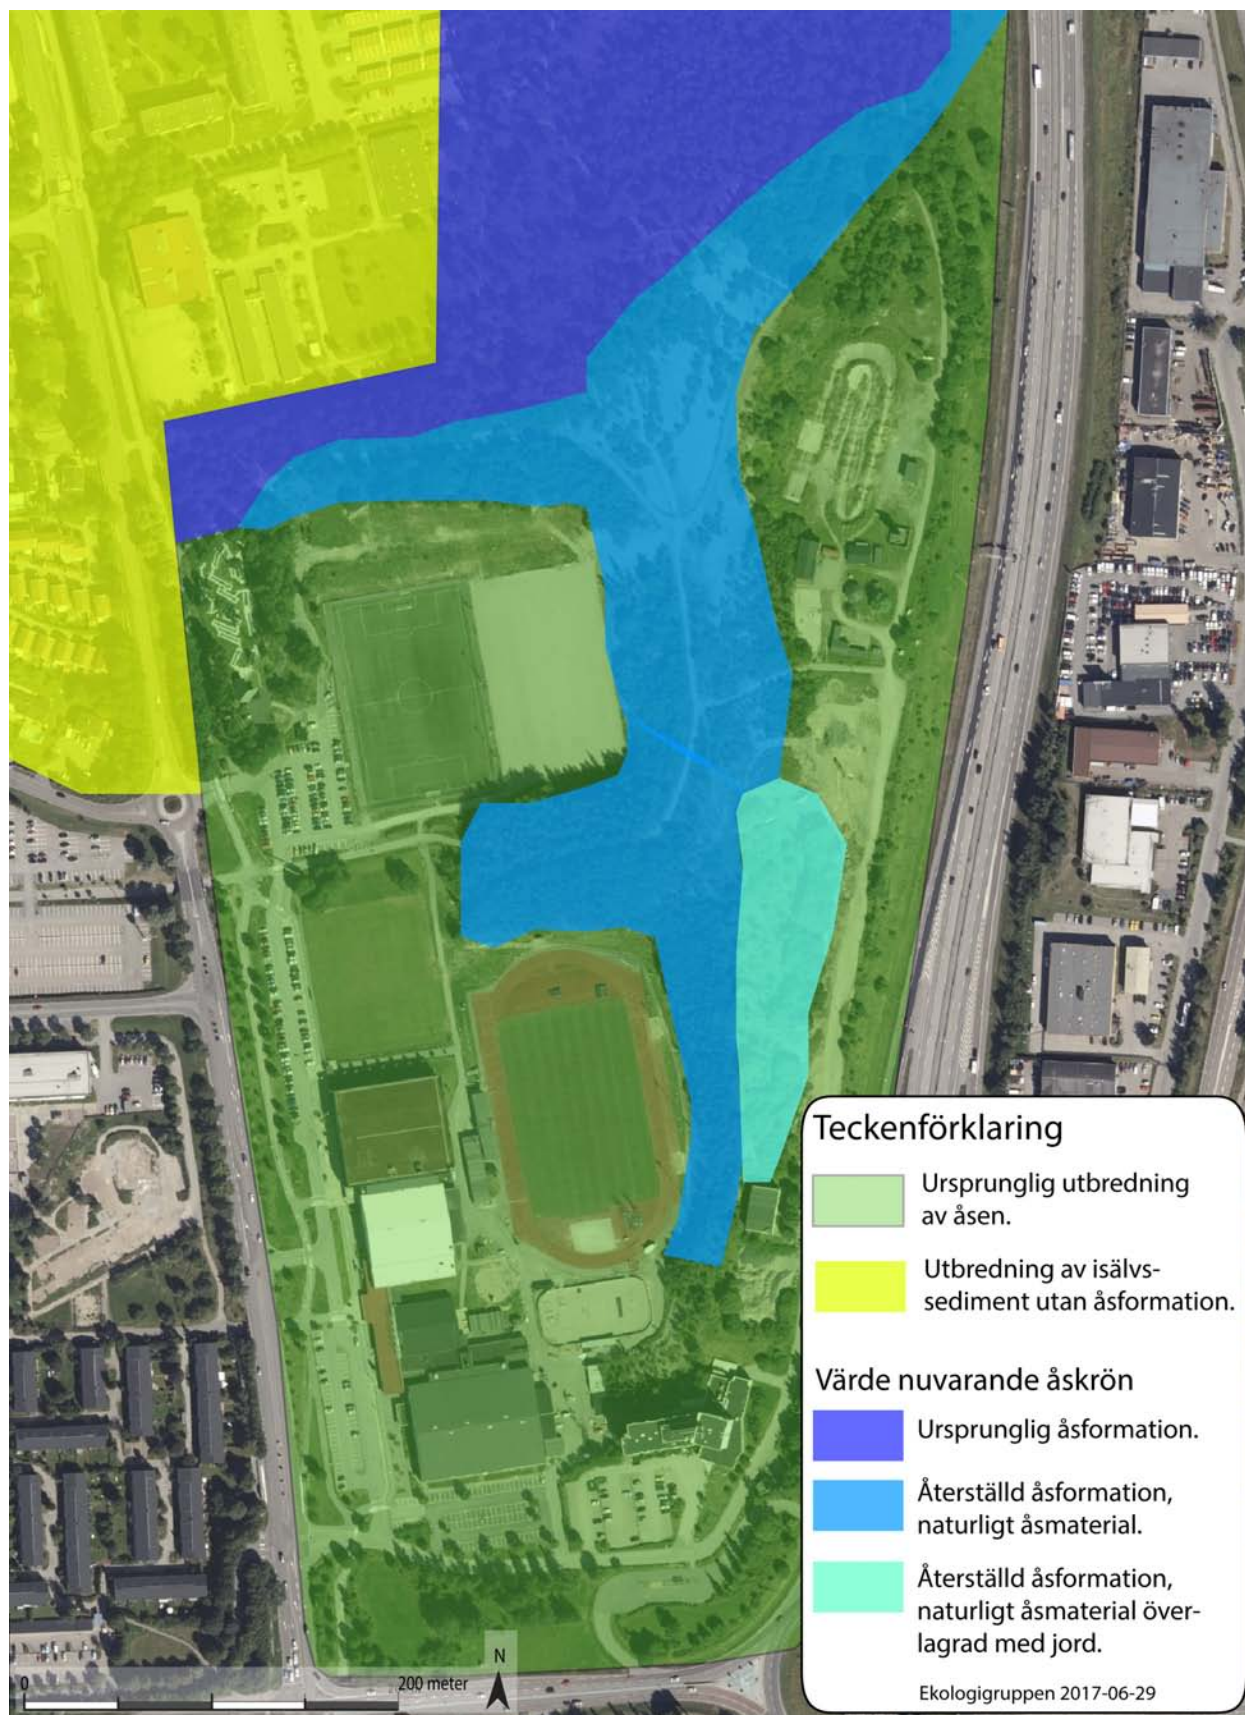 Teckenförklaring
Ursprunglig utbredning
av åsen.
Utbredning av isälvs-
sediment utan åsformation.
Värde nuvarande åskrön
Ursprunglig åsformation.
Återställd åsformation,
naturligt åsmaterial.
Återställd åsformation,
naturligt åsmaterial över-
lagrad med jord.
Ekologigruppen 2017-06-29
N
0 200 meter